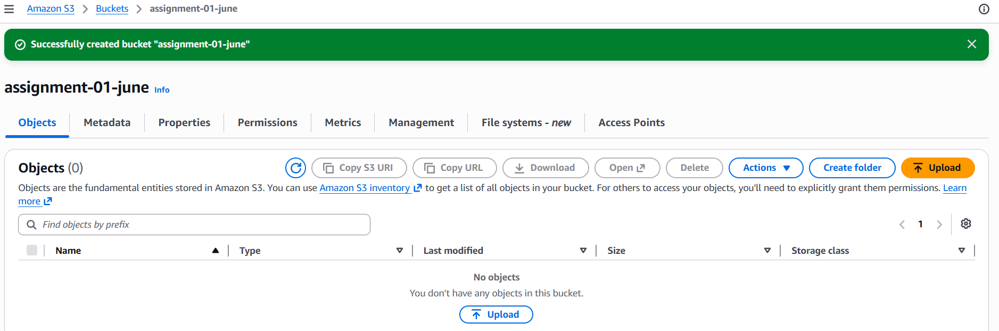 Amazon S3 > Buckets > assignment-01-june
Successfully created bucket "assignment-01-june"
assignment-01-june Info
Objects Metadata Properties Permissions Metrics Management File systems - new Access Points
Objects (0) Copy S3 URI Copy URL Download Open Delete Actions Create folder Upload
Objects are the fundamental entities stored in Amazon S3. You can use Amazon S3 inventory to get a list of all objects in your bucket. For others to access your objects, you'll need to explicitly grant them permissions. Learn
more
Find objects by prefix 1
Name Type Last modified Size Storage class
No objects
You don't have any objects in this bucket.
Upload